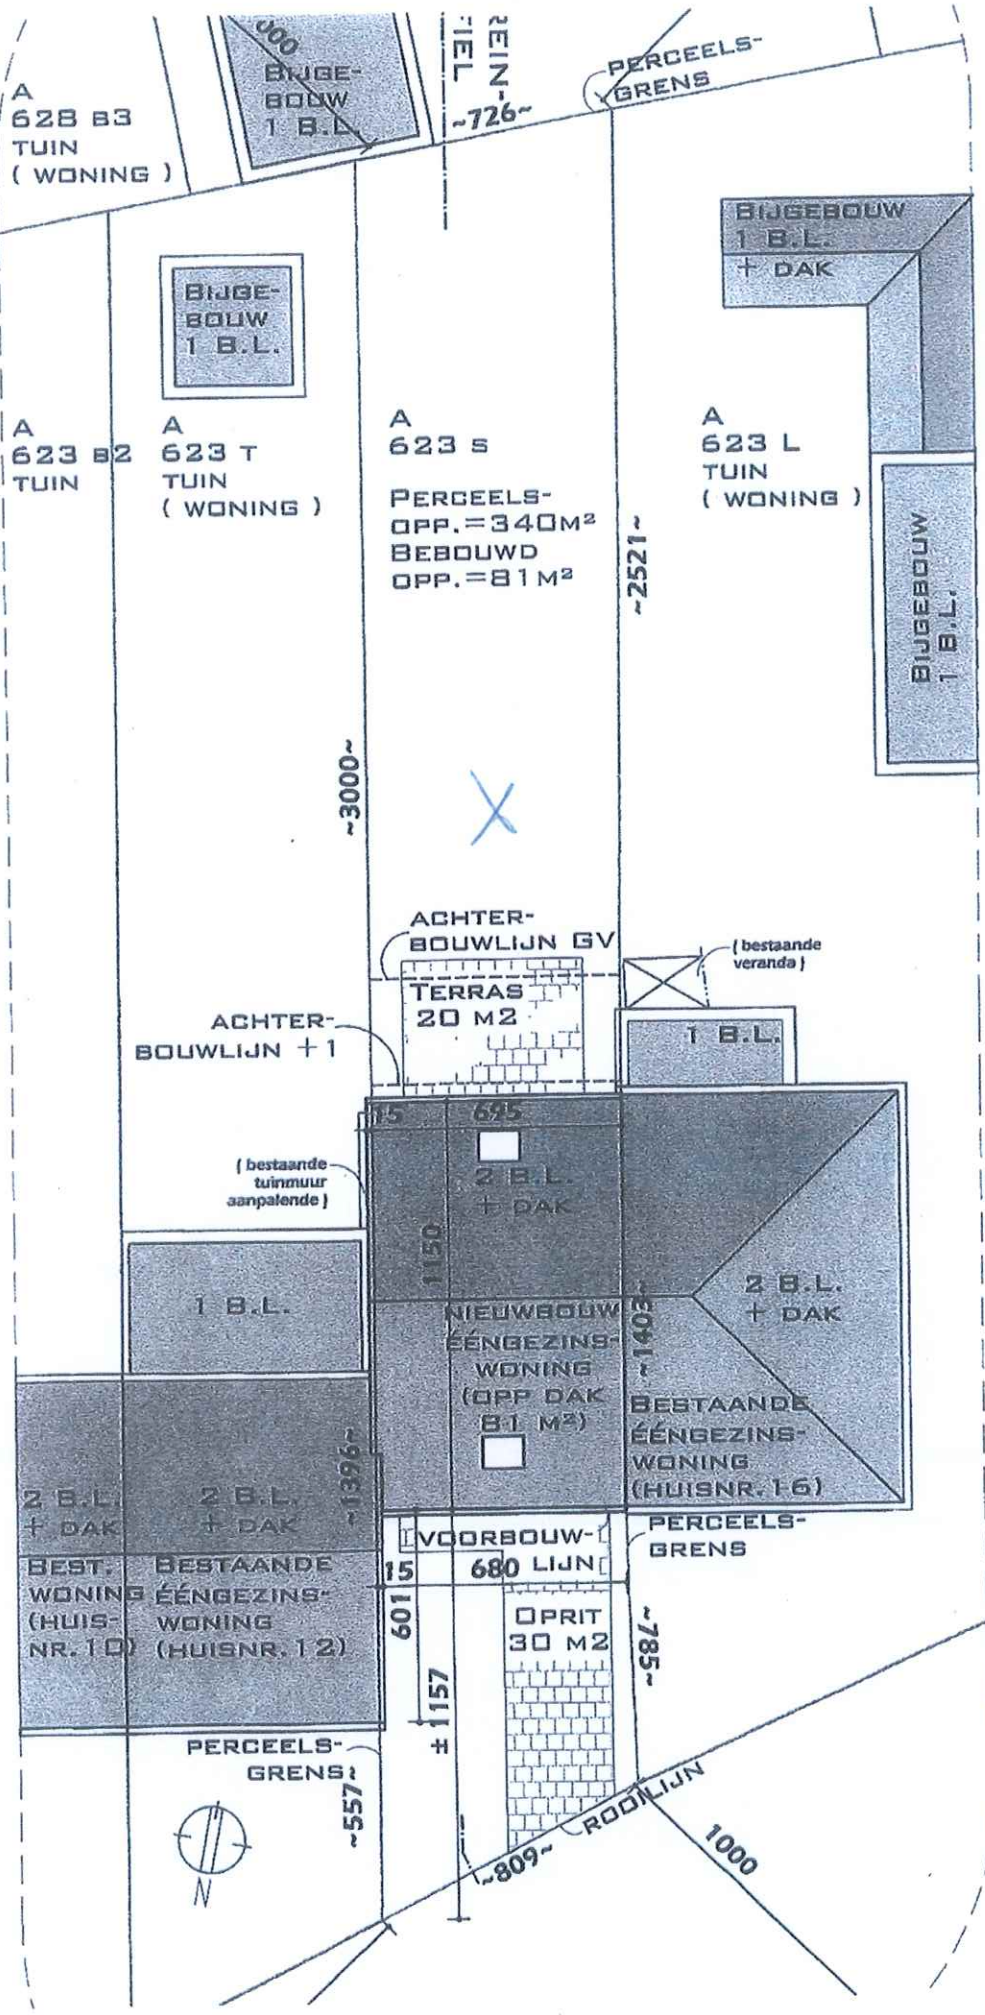 000
BIJGE-
BOUW
1 B.L.
REIN-
FIEL
PERCEELS-
GRENS
~726~
A
628 B3
TUIN
( WONING )
BIJGEBOUW
1 B.L.
+ DAK
BIJGE-
BOUW
1 B.L.
A
623 B2
TUIN
A
623 T
TUIN
( WONING )
A
623 S
PERCEELS-
OPP.=340M²
BEBOUWD
OPP.=81M²
A
623 L
TUIN
( WONING )
~2521~
BIJGEBOUW
1 B.L.
~3000~
ACHTER-
BOUWLIJN GV
( bestaande
veranda )
TERRAS
20 M2
ACHTER-
BOUWLIJN +1
1 B.L.
15
695
( bestaande
tuinmuur
aanpalende )
2 B.L.
+ DAK
1150
1 B.L.
2 B.L.
+ DAK
NIEUWBOUW
ÉÉNGEZINS-
WONING
(OPP DAK
81 M²)
~1403~
BESTAANDE
ÉÉNGEZINS-
WONING
(HUISNR.16)
~1396~
2 B.L.
+ DAK
2 B.L.
+ DAK
BEST.
WONING
(HUIS-
NR.10)
BESTAANDE
ÉÉNGEZINS-
WONING
(HUISNR.12)
VOORBOUW-
LIJN
PERCEELS-
GRENS
15
680
601
OPRIT
30 M2
~785~
±1157
PERCEELS-
GRENS
~557~
ROOILIJN
~809~
1000
N